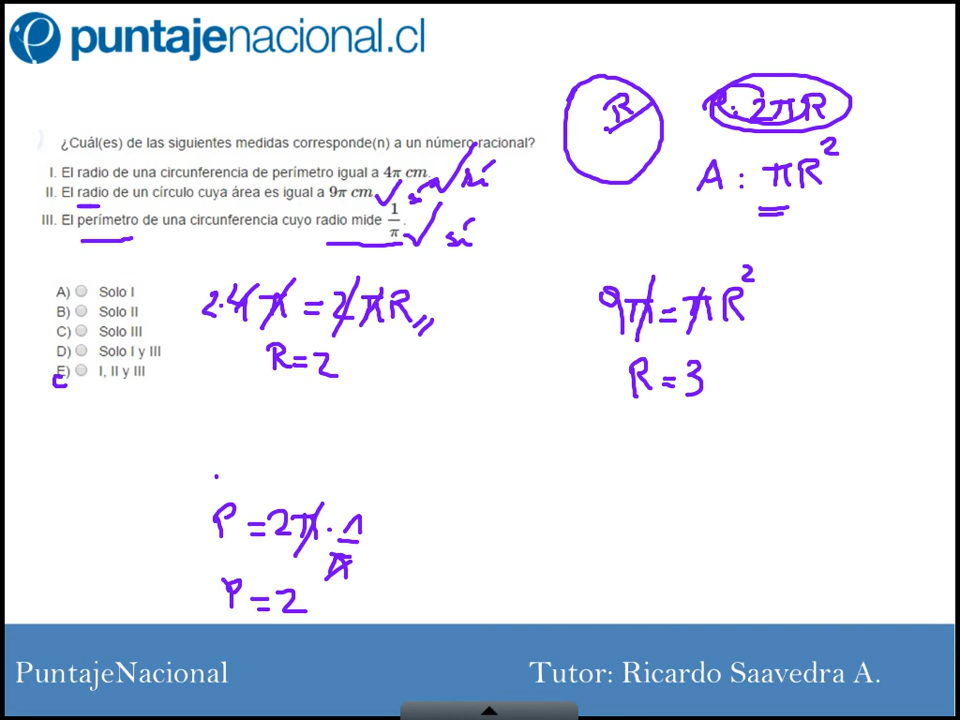 puntajenacional.cl
¿Cuál(es) de las siguientes medidas corresponde(n) a un número racional?
I. El radio de una circunferencia de perímetro igual a 4π cm.
II. El radio de un círculo cuya área es igual a 9π cm.
III. El perímetro de una circunferencia cuyo radio mide 1/π.
sí
sí
R
P: 2πR
A : πR²
A) Solo I
B) Solo II
C) Solo III
D) Solo I y III
E) I, II y III
2·4π = 2πR
R = 2
9π = πR²
R = 3
P = 2π · 1/π
P = 2
PuntajeNacional
Tutor: Ricardo Saavedra A.